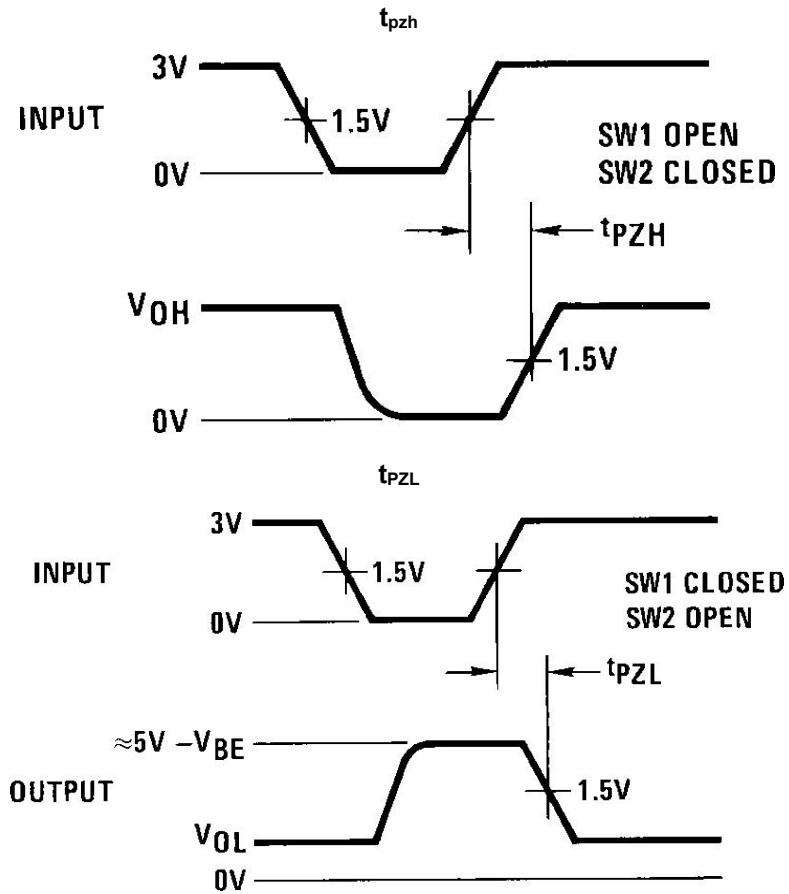 tpzh
3V
INPUT
1.5V
SW1 OPEN
0V
SW2 CLOSED
tPZH
VOH
1.5V
0V
tPZL
3V
INPUT
1.5V
SW1 CLOSED
0V
SW2 OPEN
tPZL
≈5V –VBE
OUTPUT
1.5V
VOL
0V